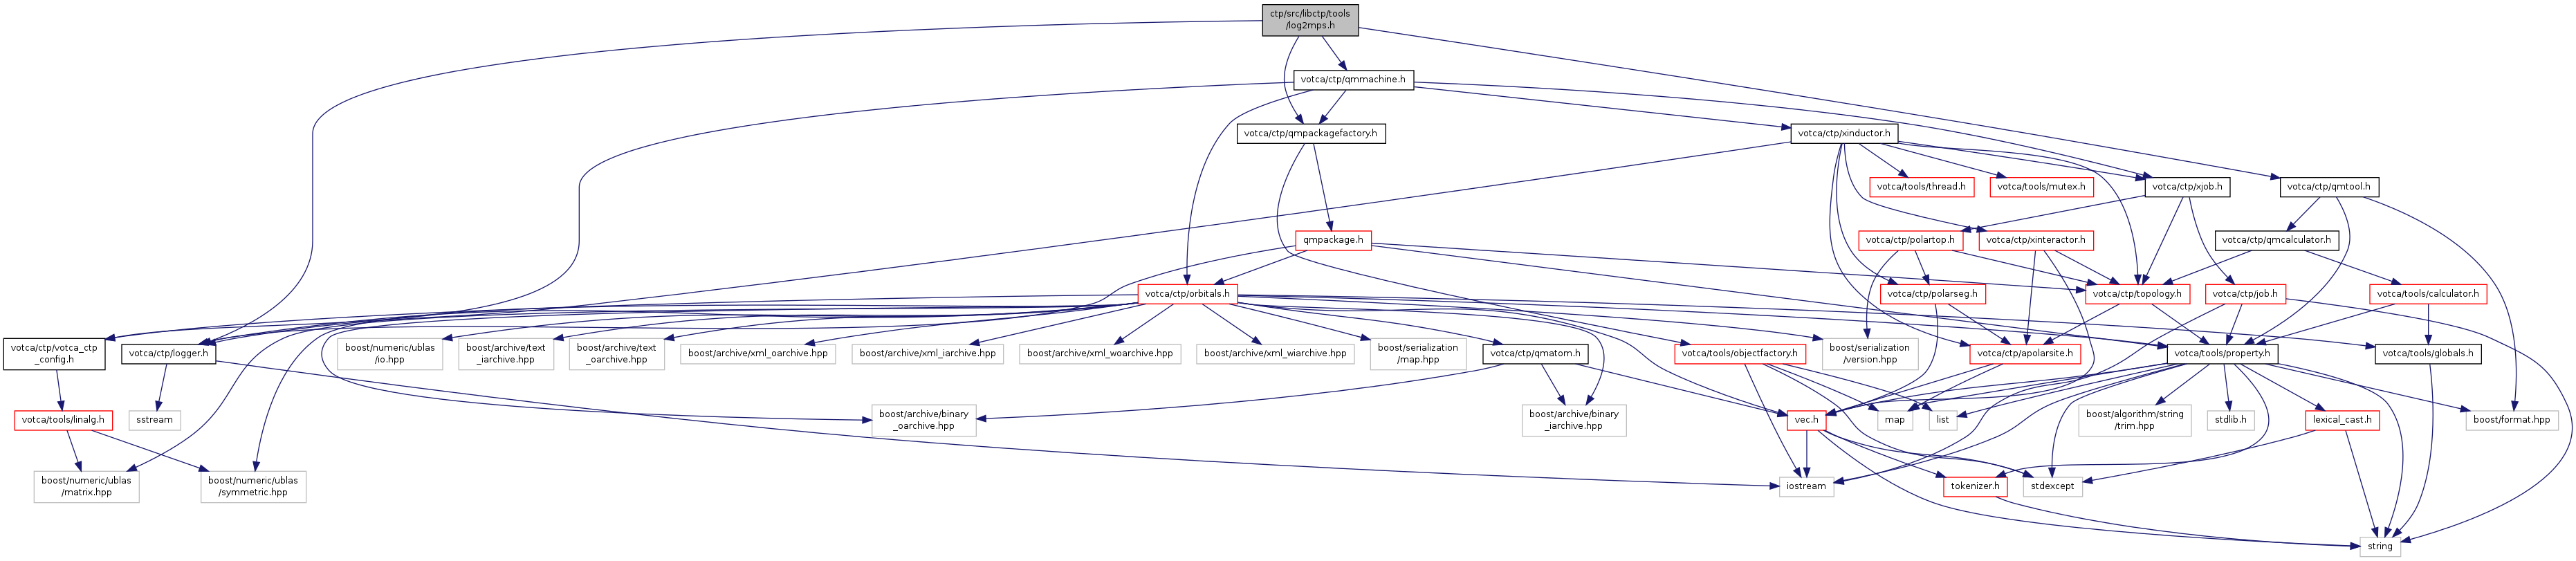 ctp/src/libctp/tools
/log2mps.h
votca/ctp/qmmachine.h
votca/ctp/qmpackagefactory.h
votca/ctp/xinductor.h
votca/tools/thread.h
votca/tools/mutex.h
votca/ctp/xjob.h
votca/ctp/qmtool.h
qmpackage.h
votca/ctp/polartop.h
votca/ctp/xinteractor.h
votca/ctp/qmcalculator.h
votca/ctp/orbitals.h
votca/ctp/polarseg.h
votca/ctp/topology.h
votca/ctp/job.h
votca/tools/calculator.h
votca/ctp/votca_ctp
_config.h
votca/ctp/logger.h
boost/numeric/ublas
/io.hpp
boost/archive/text
_iarchive.hpp
boost/archive/text
_oarchive.hpp
boost/archive/xml_oarchive.hpp
boost/archive/xml_iarchive.hpp
boost/archive/xml_woarchive.hpp
boost/archive/xml_wiarchive.hpp
boost/serialization
/map.hpp
votca/ctp/qmatom.h
votca/tools/objectfactory.h
boost/serialization
/version.hpp
votca/ctp/apolarsite.h
votca/tools/property.h
votca/tools/globals.h
votca/tools/linalg.h
sstream
boost/archive/binary
_oarchive.hpp
boost/archive/binary
_iarchive.hpp
vec.h
map
list
boost/algorithm/string
/trim.hpp
stdlib.h
lexical_cast.h
boost/format.hpp
boost/numeric/ublas
/matrix.hpp
boost/numeric/ublas
/symmetric.hpp
iostream
tokenizer.h
stdexcept
string